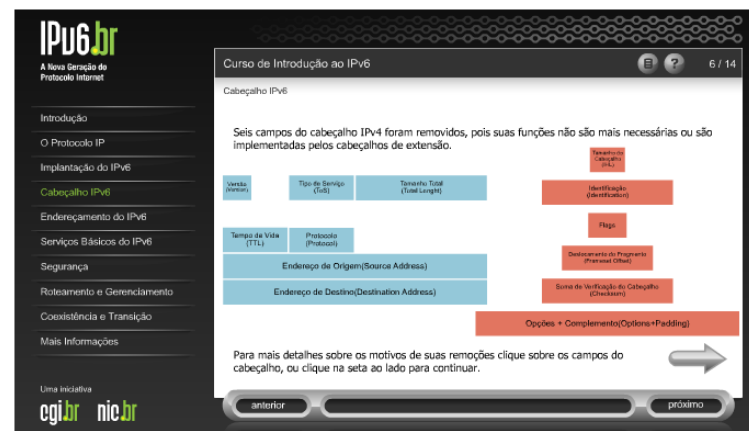 IPv6.br
A Nova Geração do
Protocolo Internet
Introdução
O Protocolo IP
Implantação do IPv6
Cabeçalho IPv6
Endereçamento do IPv6
Serviços Básicos do IPv6
Segurança
Roteamento e Gerenciamento
Coexistência e Transição
Mais Informações
Uma iniciativa
cgi.br nic.br
Curso de Introdução ao IPv6
? 6 / 14
Cabeçalho IPv6
Seis campos do cabeçalho IPv4 foram removidos, pois suas funções não são mais necessárias ou são
implementadas pelos cabeçalhos de extensão.
Tamanho do
Cabeçalho
(IHL)
Versão
(Version)
Tipo de Serviço
(ToS)
Tamanho Total
(Total Lenght)
Identificação
(Identification)
Flags
Tempo de Vida
(TTL)
Protocolo
(Protocol)
Deslocamento do Fragmento
Endereço de Origem(Source Address)
Endereço de Destino(Destination Address)
Soma de Verificação do Cabeçalho
(Checksum)
Opções + Complemento(Options+Padding)
Para mais detalhes sobre os motivos de suas remoções clique sobre os campos do
cabeçalho, ou clique na seta ao lado para continuar.
anterior
próximo